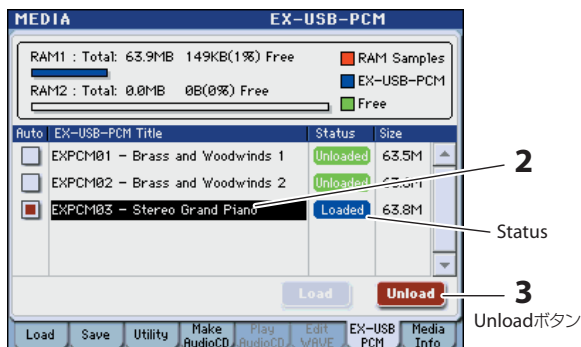 MEDIA EX-USB-PCM
RAM1 : Total: 63.9MB 149KB(1%) Free
RAM Samples
EX-USB-PCM
RAM2 : Total: 0.0MB 0B(0%) Free
Free
Auto EX-USB-PCM Title Status Size
EXPCM01 - Brass and Woodwinds 1 Unloaded 63.5M
EXPCM02 - Brass and Woodwinds 2 Unloaded
2
EXPCM03 - Stereo Grand Piano Loaded 63.8M
Status
Load Unload
3
Unloadボタン
Load Save Utility Make AudioCD Play AudioCD Edit WAVE EX-USB PCM Media Info